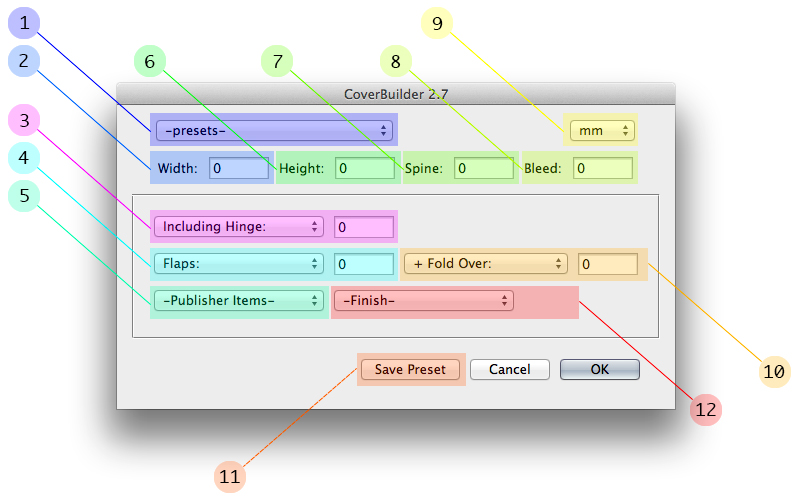 1
2
3
4
5
6
7
8
9
CoverBuilder 2.7
-presets-
mm
Width: 0 Height: 0 Spine: 0 Bleed: 0
Including Hinge: 0
Flaps: 0 + Fold Over: 0
-Publisher Items- -Finish-
Save Preset Cancel OK
10
12
11